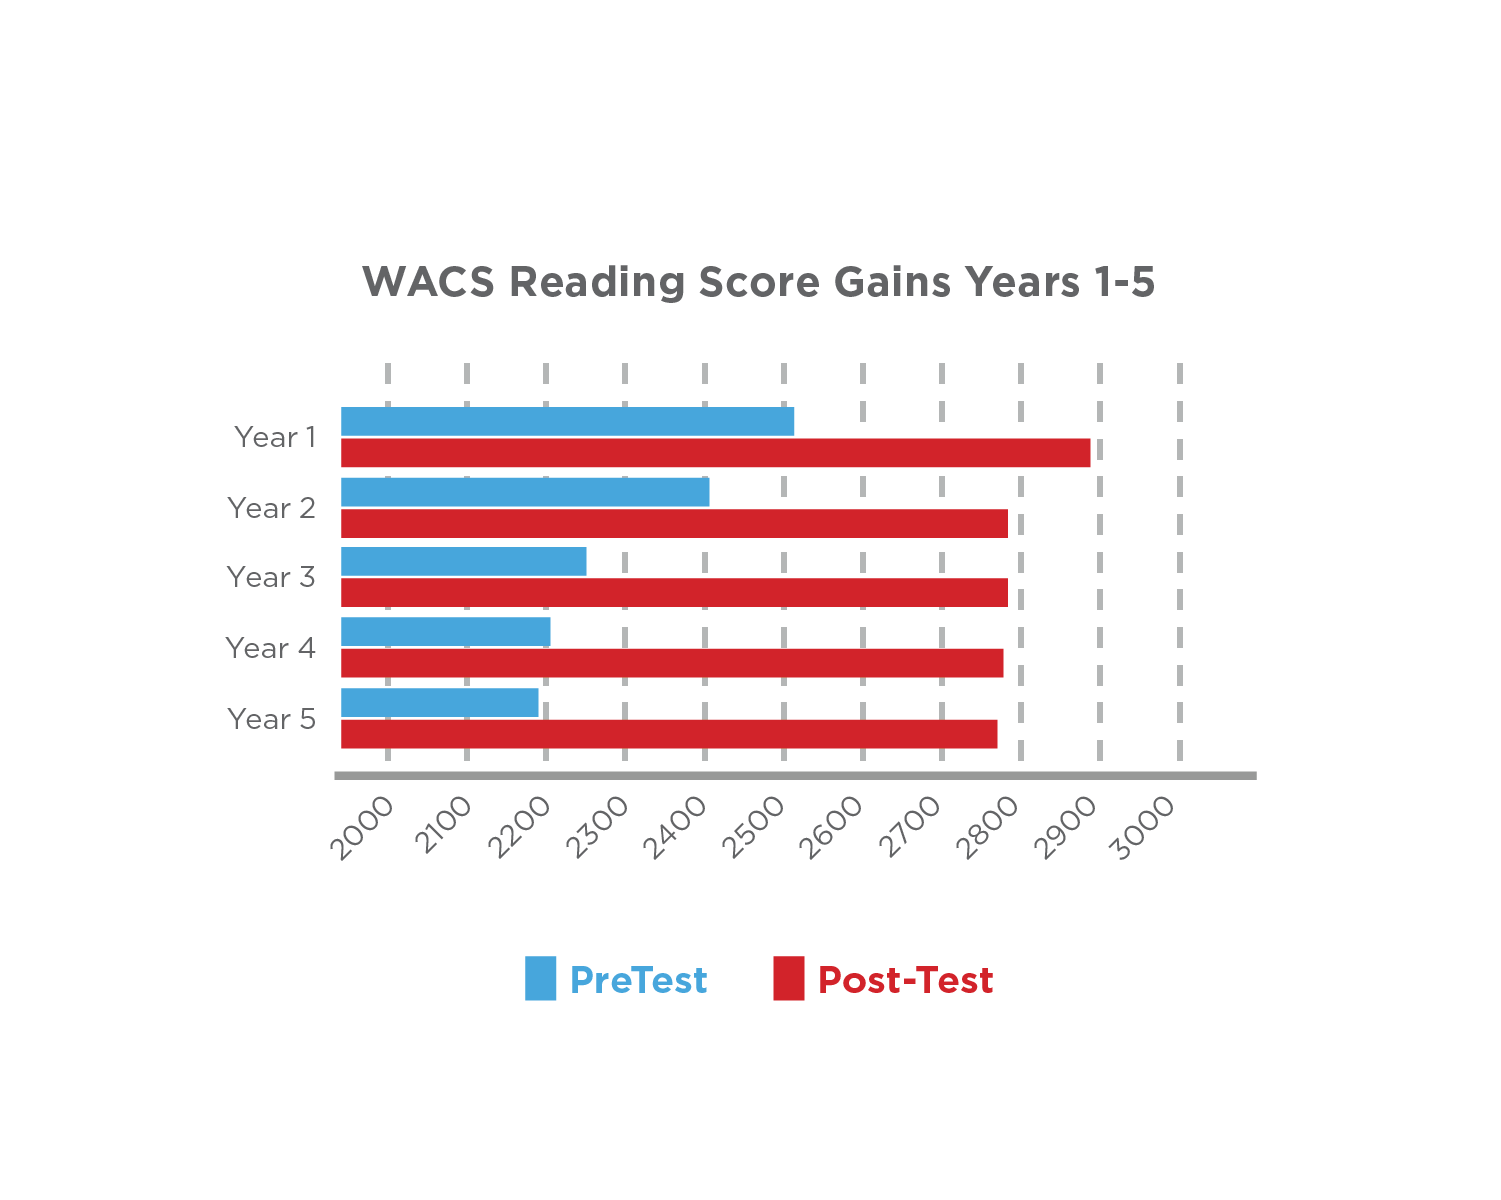 WACS Reading Score Gains Years 1-5
Year 1
Year 2
Year 3
Year 4
Year 5
2000 2100 2200 2300 2400 2500 2600 2700 2800 2900 3000
PreTest Post-Test